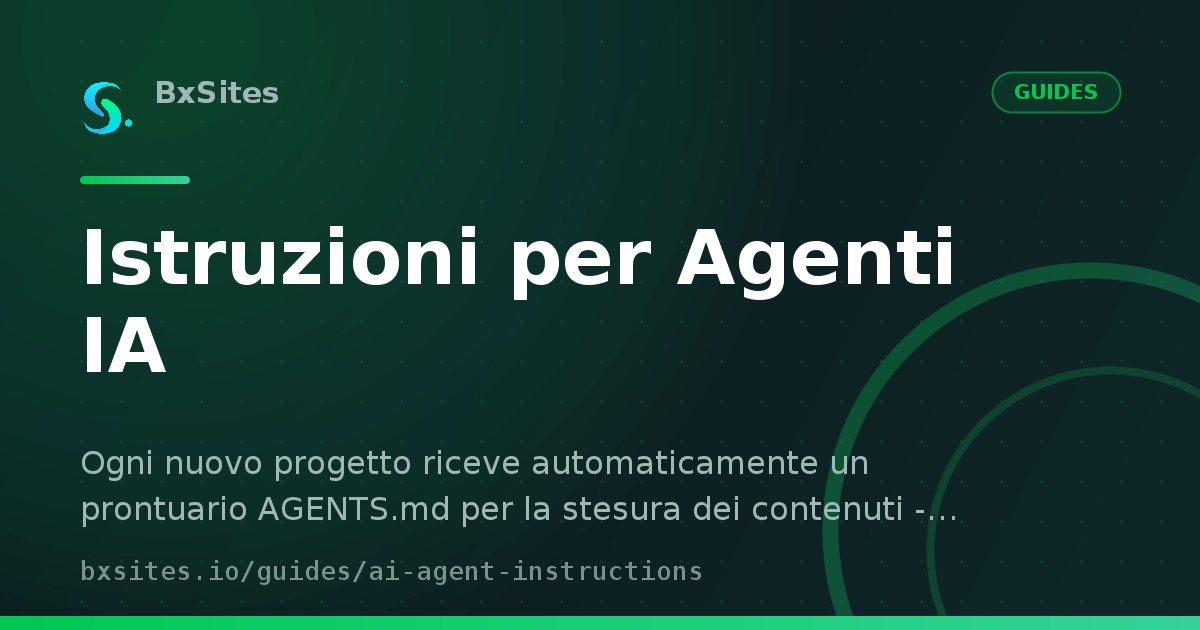 BxSites
GUIDES
Istruzioni per Agenti
IA
Ogni nuovo progetto riceve automaticamente un
prontuario AGENTS.md per la stesura dei contenuti -…
bxsites.io/guides/ai-agent-instructions